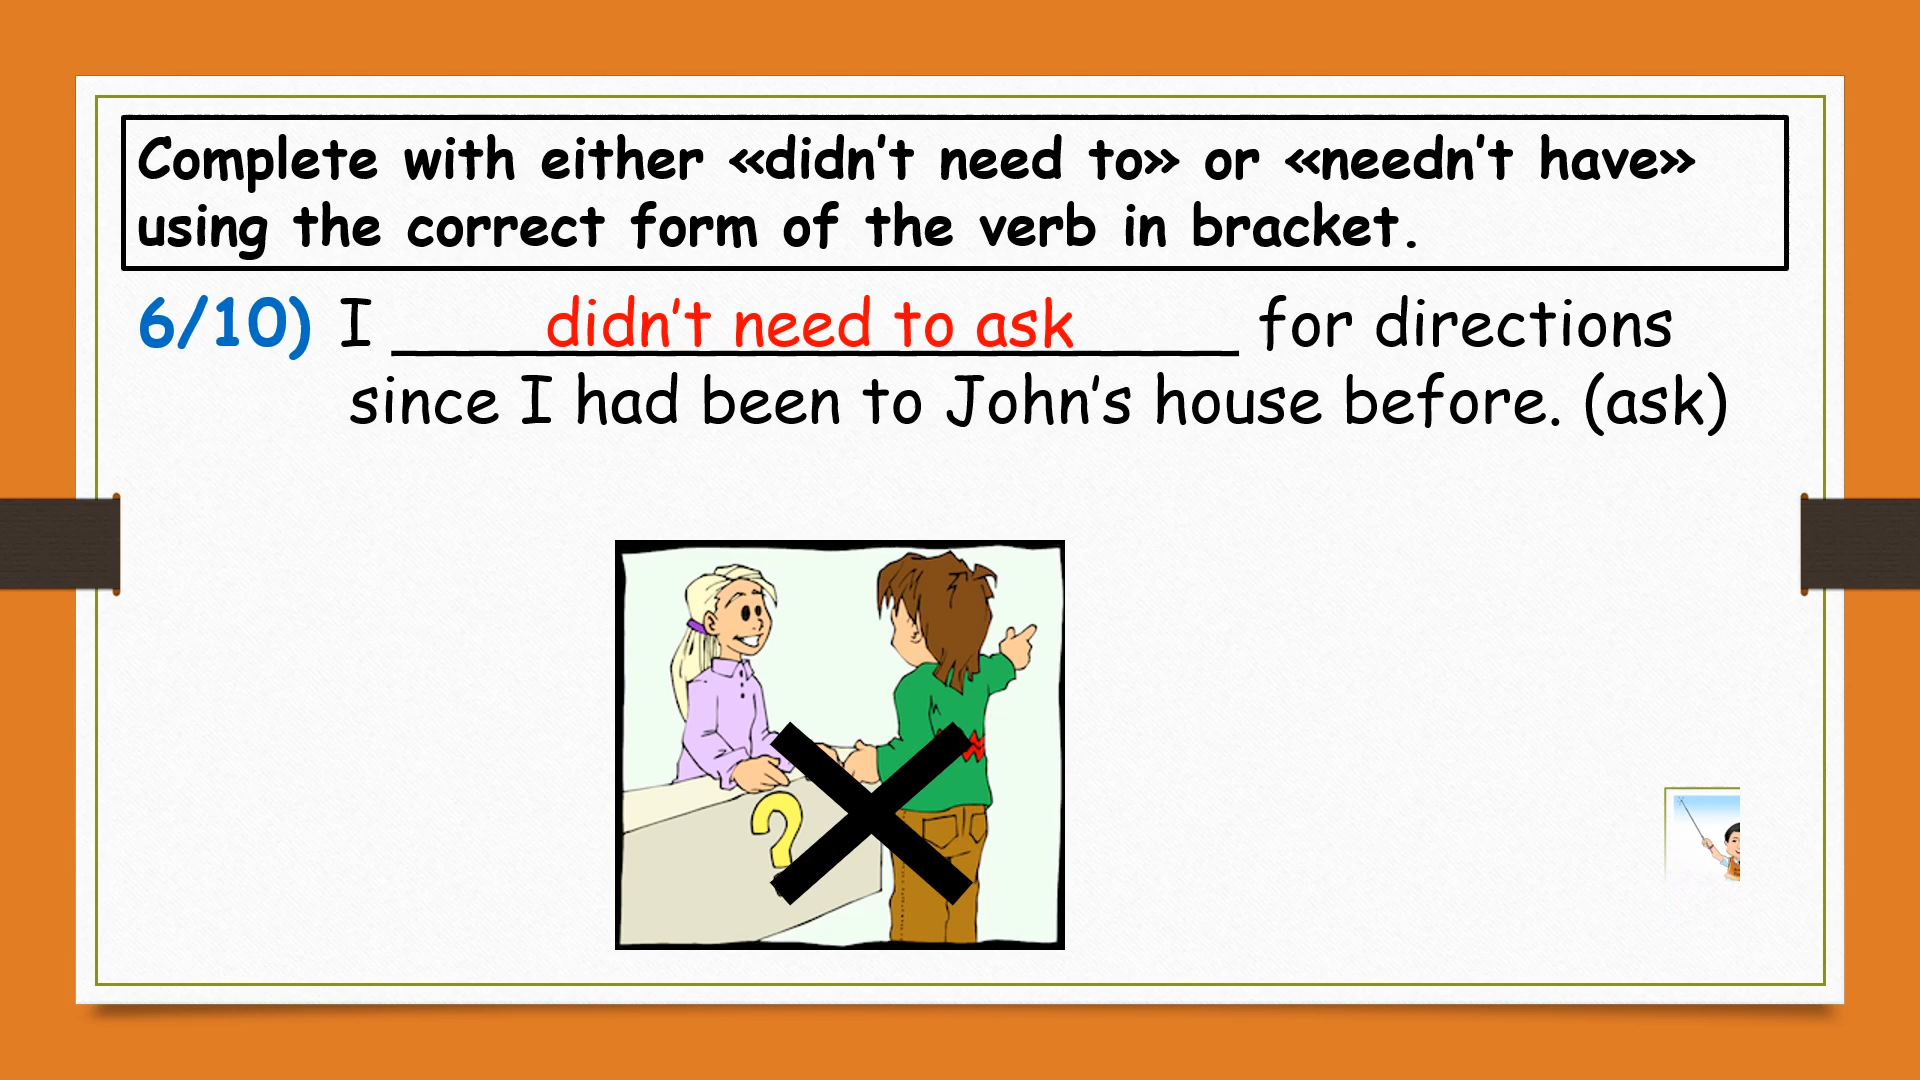 Complete with either «didn’t need to» or «needn’t have»
using the correct form of the verb in bracket.
6/10) I didn’t need to ask for directions
since I had been to John’s house before. (ask)
?